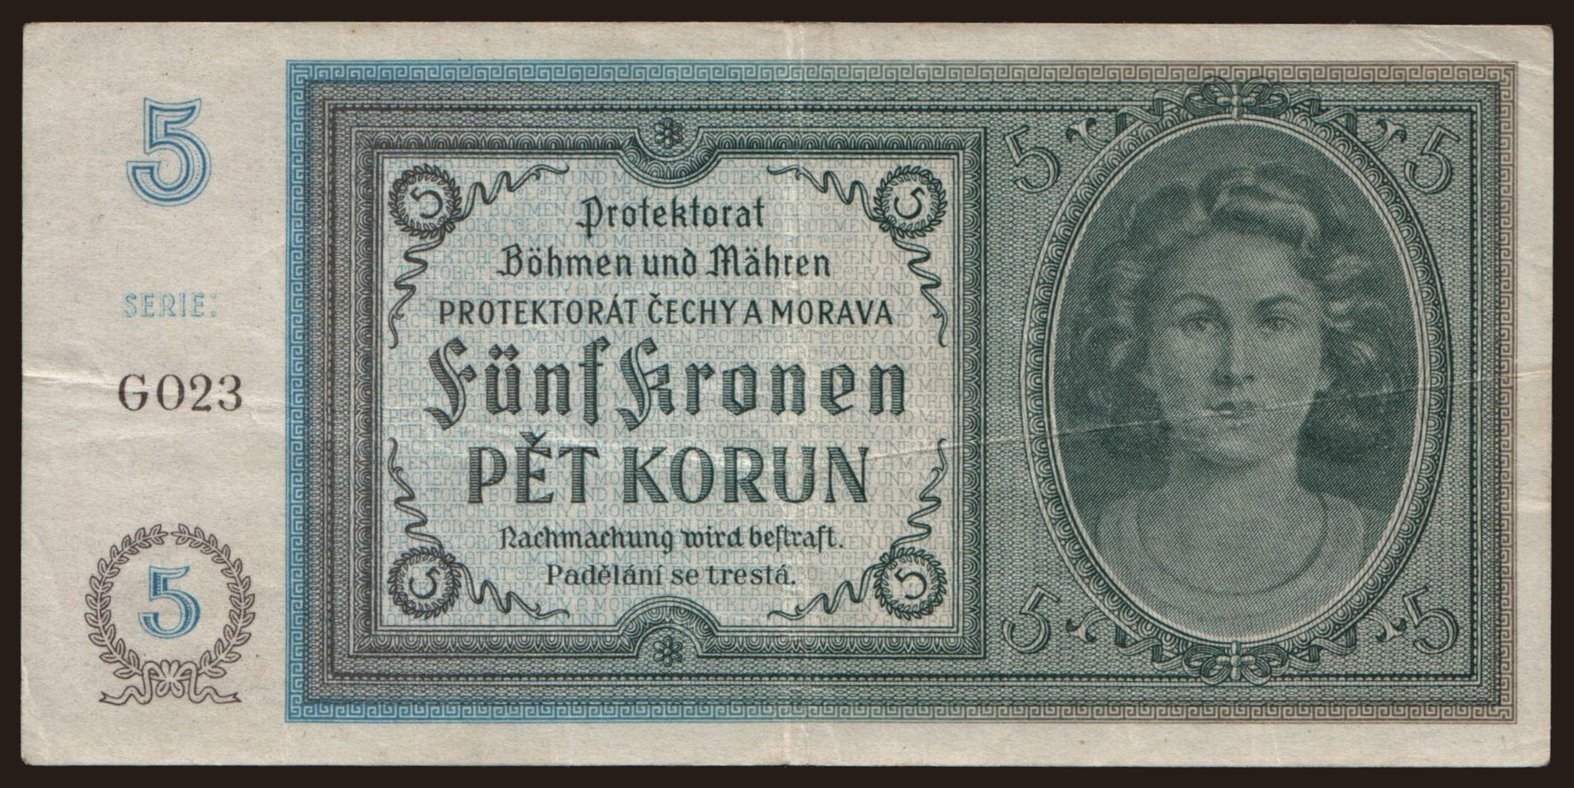 5
SERIE:
G023
5
5 5
Protektorat
Böhmen und Mähren
PROTEKTORÁT ČECHY A MORAVA
Fünf Kronen
PĚT KORUN
Nachmachung wird bestraft.
Padělání se trestá.
5 5
5 5
5 5